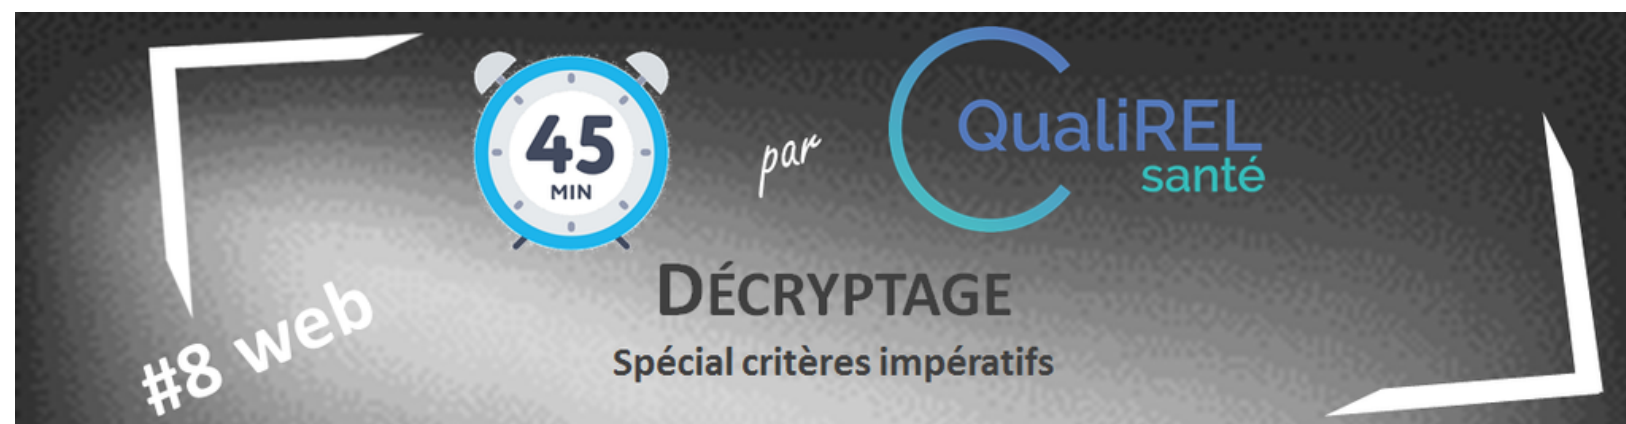 45
MIN
par
QualiREL
santé
DÉCRYPTAGE
Spécial critères impératifs
#8 web